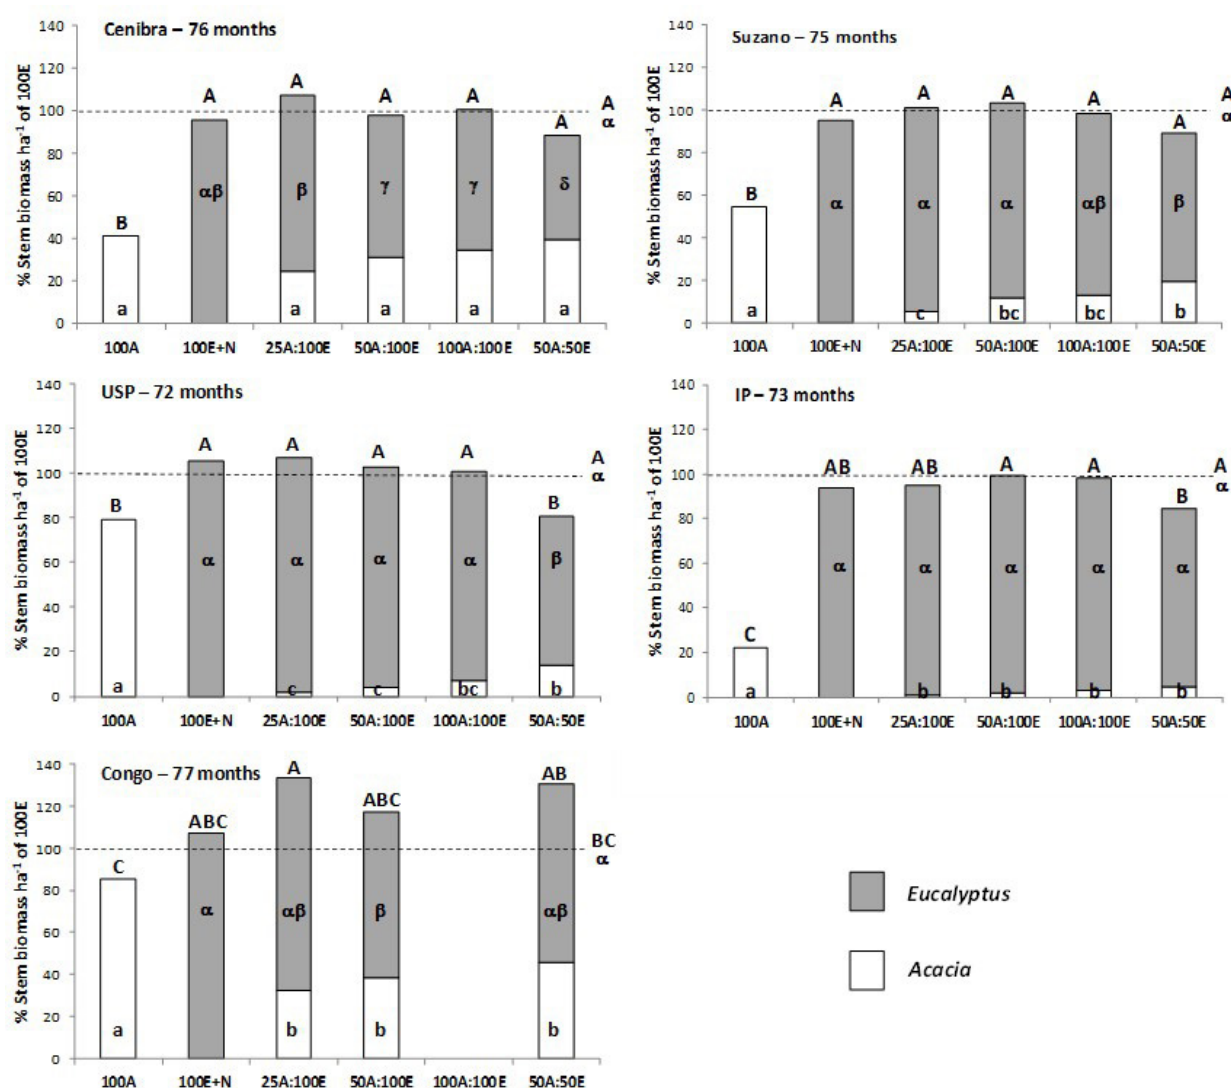 Cenibra – 76 months
% Stem biomass ha⁻¹ of 100E
140
120
100
80
60
40
20
0
B
A
A
A
A
A
A
α
αβ
β
γ
γ
δ
a
a
a
a
a
100A
100E+N
25A:100E
50A:100E
100A:100E
50A:50E
Suzano – 75 months
% Stem biomass ha⁻¹ of 100E
140
120
100
80
60
40
20
0
B
A
A
A
A
A
A
α
α
α
α
αβ
β
a
c
bc
bc
b
100A
100E+N
25A:100E
50A:100E
100A:100E
50A:50E
USP – 72 months
% Stem biomass ha⁻¹ of 100E
140
120
100
80
60
40
20
0
B
A
A
A
A
B
A
α
α
α
α
α
β
a
c
c
bc
b
100A
100E+N
25A:100E
50A:100E
100A:100E
50A:50E
IP – 73 months
% Stem biomass ha⁻¹ of 100E
140
120
100
80
60
40
20
0
C
AB
AB
A
A
B
A
α
α
α
α
α
α
a
b
b
b
b
100A
100E+N
25A:100E
50A:100E
100A:100E
50A:50E
Congo – 77 months
% Stem biomass ha⁻¹ of 100E
140
120
100
80
60
40
20
0
C
ABC
A
ABC
AB
BC
α
α
αβ
β
αβ
a
b
b
b
100A
100E+N
25A:100E
50A:100E
100A:100E
50A:50E
Eucalyptus
Acacia